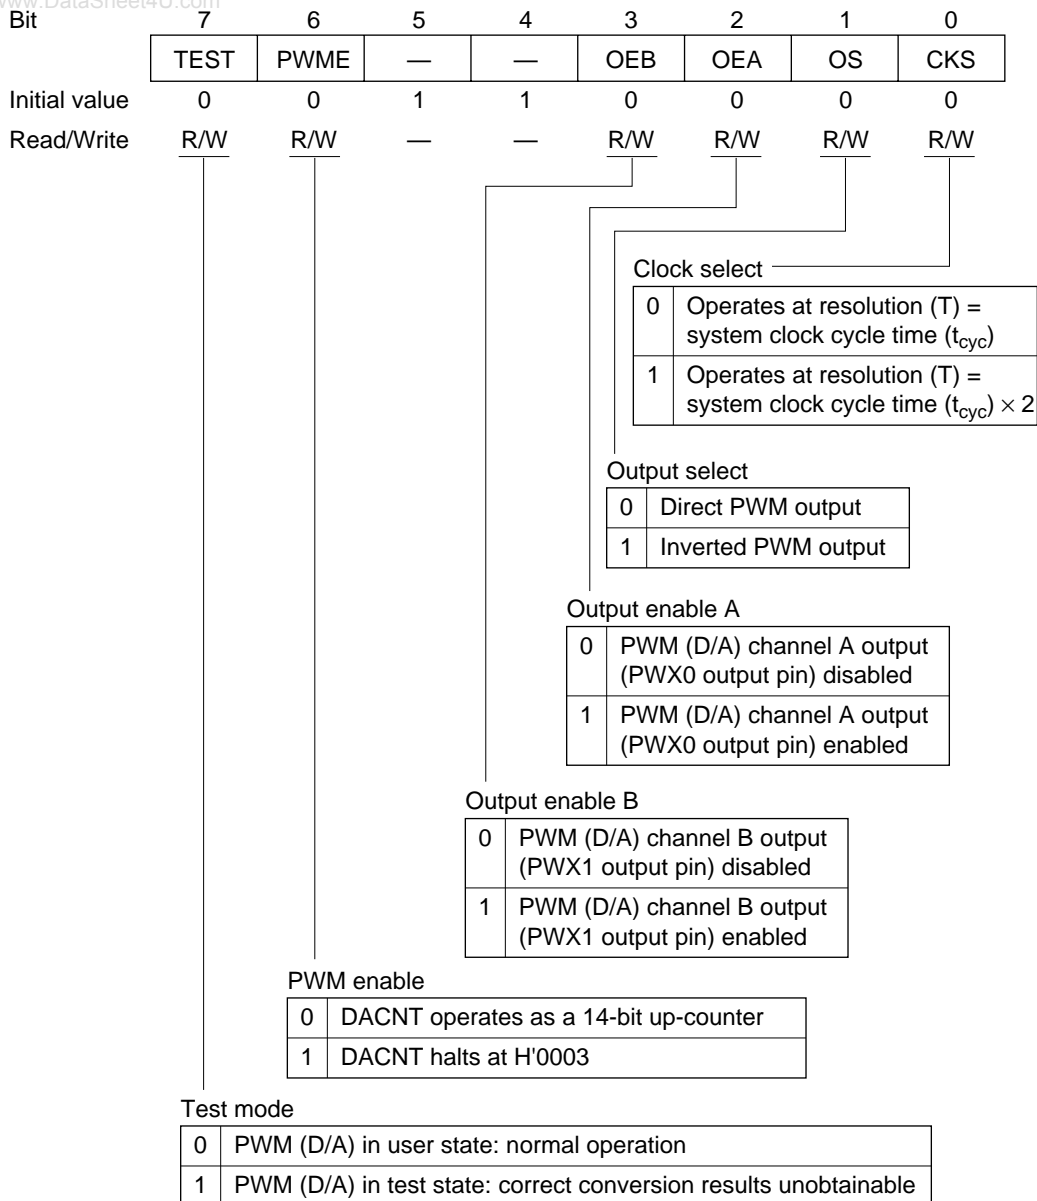 www.DataSheet4U.com
Bit 7 6 5 4 3 2 1 0
TEST PWME — — OEB OEA OS CKS
Initial value 0 0 1 1 0 0 0 0
Read/Write R/W R/W — — R/W R/W R/W R/W
Clock select
0 Operates at resolution (T) =
system clock cycle time (tcyc)
1 Operates at resolution (T) =
system clock cycle time (tcyc) × 2
Output select
0 Direct PWM output
1 Inverted PWM output
Output enable A
0 PWM (D/A) channel A output
(PWX0 output pin) disabled
1 PWM (D/A) channel A output
(PWX0 output pin) enabled
Output enable B
0 PWM (D/A) channel B output
(PWX1 output pin) disabled
1 PWM (D/A) channel B output
(PWX1 output pin) enabled
PWM enable
0 DACNT operates as a 14-bit up-counter
1 DACNT halts at H'0003
Test mode
0 PWM (D/A) in user state: normal operation
1 PWM (D/A) in test state: correct conversion results unobtainable